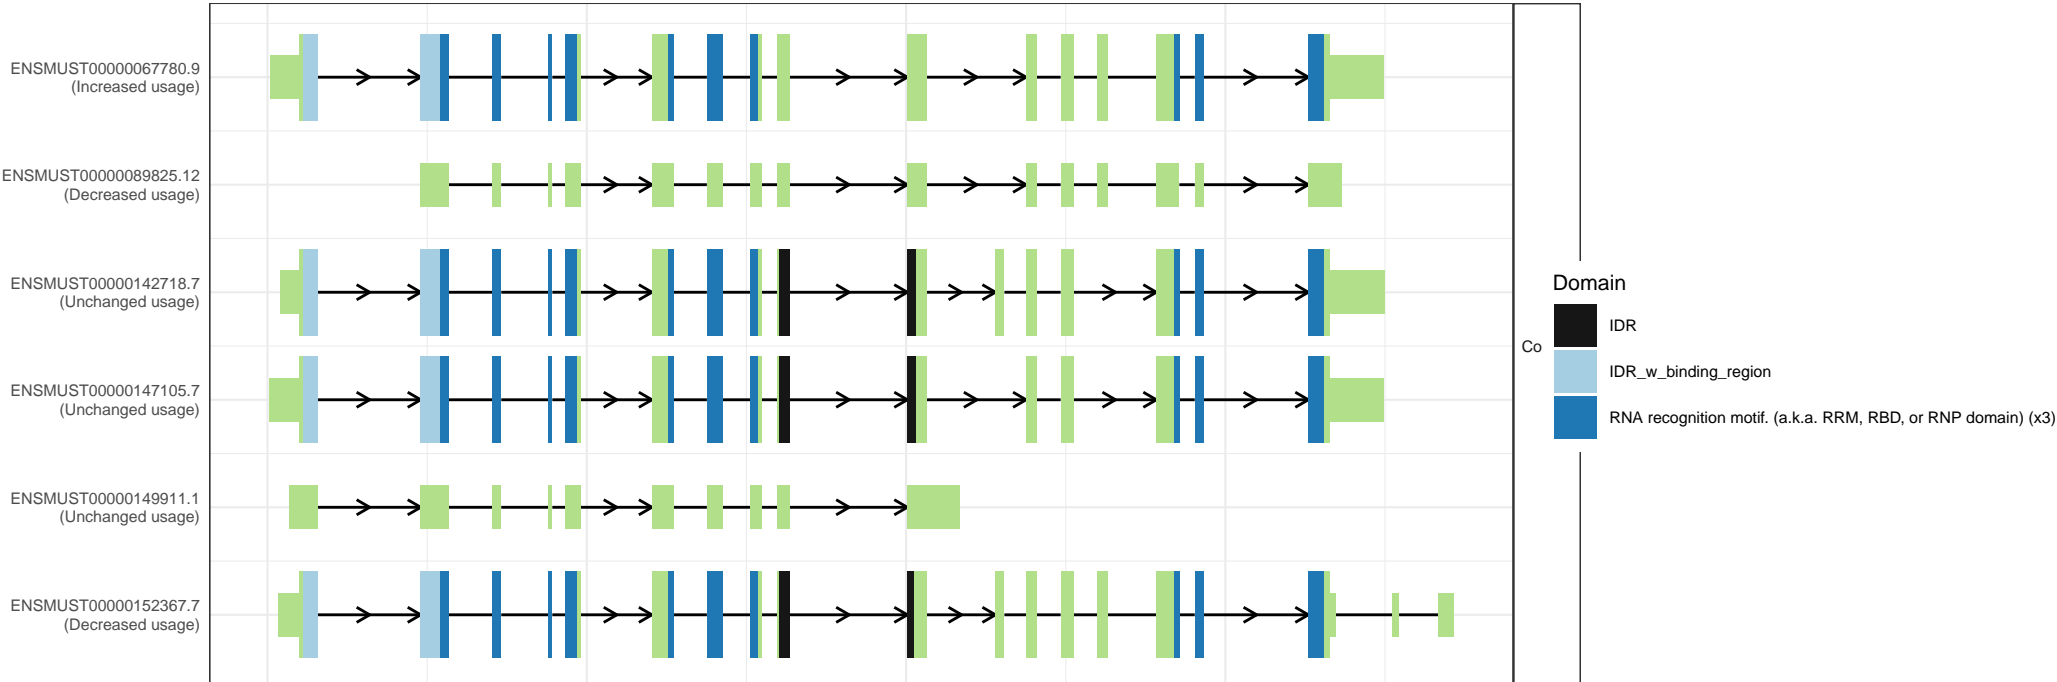 ENSMUST00000067780.9
(Increased usage)
ENSMUST00000089825.12
(Decreased usage)
ENSMUST00000142718.7
(Unchanged usage)
ENSMUST00000147105.7
(Unchanged usage)
ENSMUST00000149911.1
(Unchanged usage)
ENSMUST00000152367.7
(Decreased usage)
Co
Domain
IDR
IDR_w_binding_region
RNA recognition motif. (a.k.a. RRM, RBD, or RNP domain) (x3)